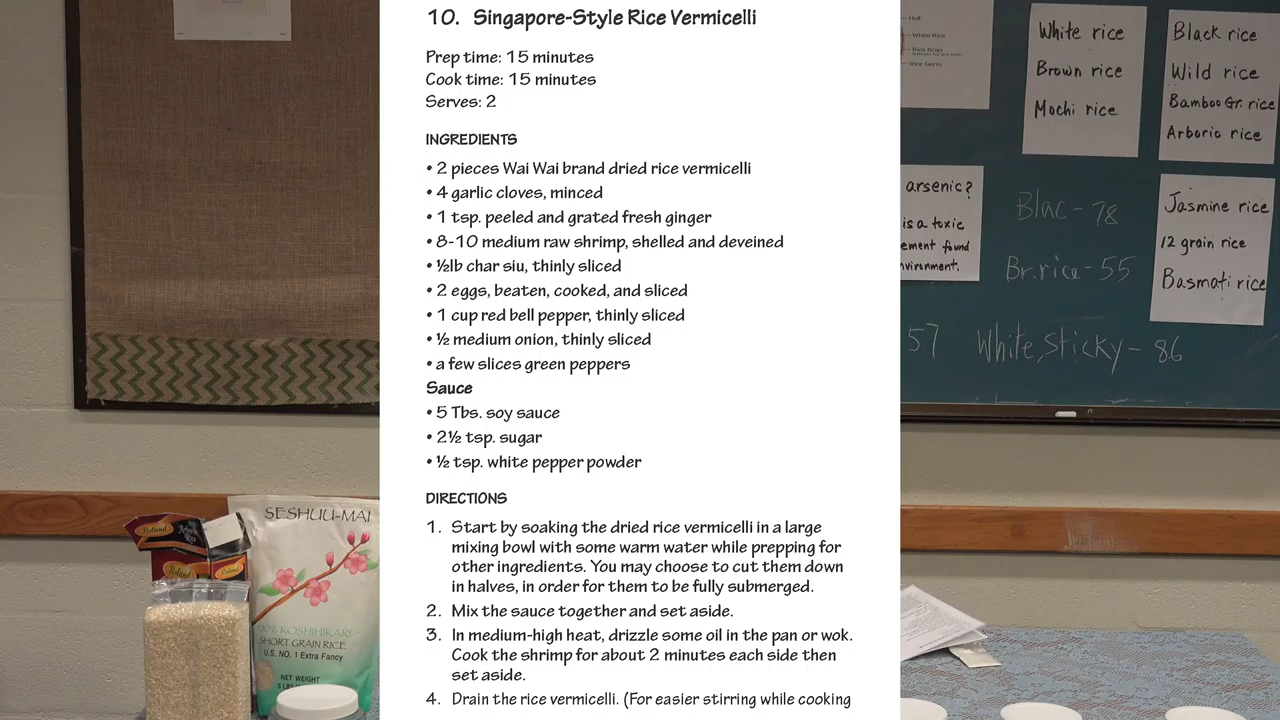 10. Singapore-Style Rice Vermicelli
Prep time: 15 minutes
Cook time: 15 minutes
Serves: 2
INGREDIENTS
• 2 pieces Wai Wai brand dried rice vermicelli
• 4 garlic cloves, minced
• 1 tsp. peeled and grated fresh ginger
• 8-10 medium raw shrimp, shelled and deveined
• ½lb char siu, thinly sliced
• 2 eggs, beaten, cooked, and sliced
• 1 cup red bell pepper, thinly sliced
• ½ medium onion, thinly sliced
• a few slices green peppers
Sauce
• 5 Tbs. soy sauce
• 2½ tsp. sugar
• ½ tsp. white pepper powder
DIRECTIONS
1. Start by soaking the dried rice vermicelli in a large
mixing bowl with some warm water while prepping for
other ingredients. You may choose to cut them down
in halves, in order for them to be fully submerged.
2. Mix the sauce together and set aside.
3. In medium-high heat, drizzle some oil in the pan or wok.
Cook the shrimp for about 2 minutes each side then
set aside.
4. Drain the rice vermicelli. (For easier stirring while cooking
Hull
White Rice
Rice Bran
Rice Germ
White rice
Brown rice
Mochi rice
Black rice
Wild rice
Bamboo Gr. rice
Arborio rice
arsenic?
is a toxic
ement found
nvironment.
Blac - 78
Br.rice - 55
57 White, Sticky - 86
Jasmine rice
12 grain rice
Basmati rice
Roland
Roland
SESHUU-MAI
100% KOSHIHIKARI
SHORT GRAIN RICE
U.S. NO. 1 Extra Fancy
NET WEIGHT
5 LBS